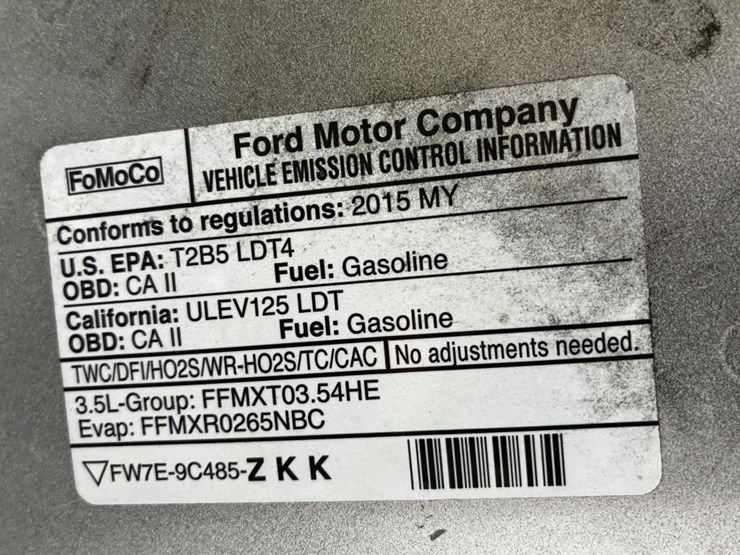 FoMoCo
Ford Motor Company
VEHICLE EMISSION CONTROL INFORMATION
Conforms to regulations: 2015 MY
U.S. EPA: T2B5 LDT4
OBD: CA II Fuel: Gasoline
California: ULEV125 LDT
OBD: CA II Fuel: Gasoline
TWC/DFI/HO2S/WR-HO2S/TC/CAC No adjustments needed.
3.5L-Group: FFMXT03.54HE
Evap: FFMXR0265NBC
▽FW7E-9C485-Z K K